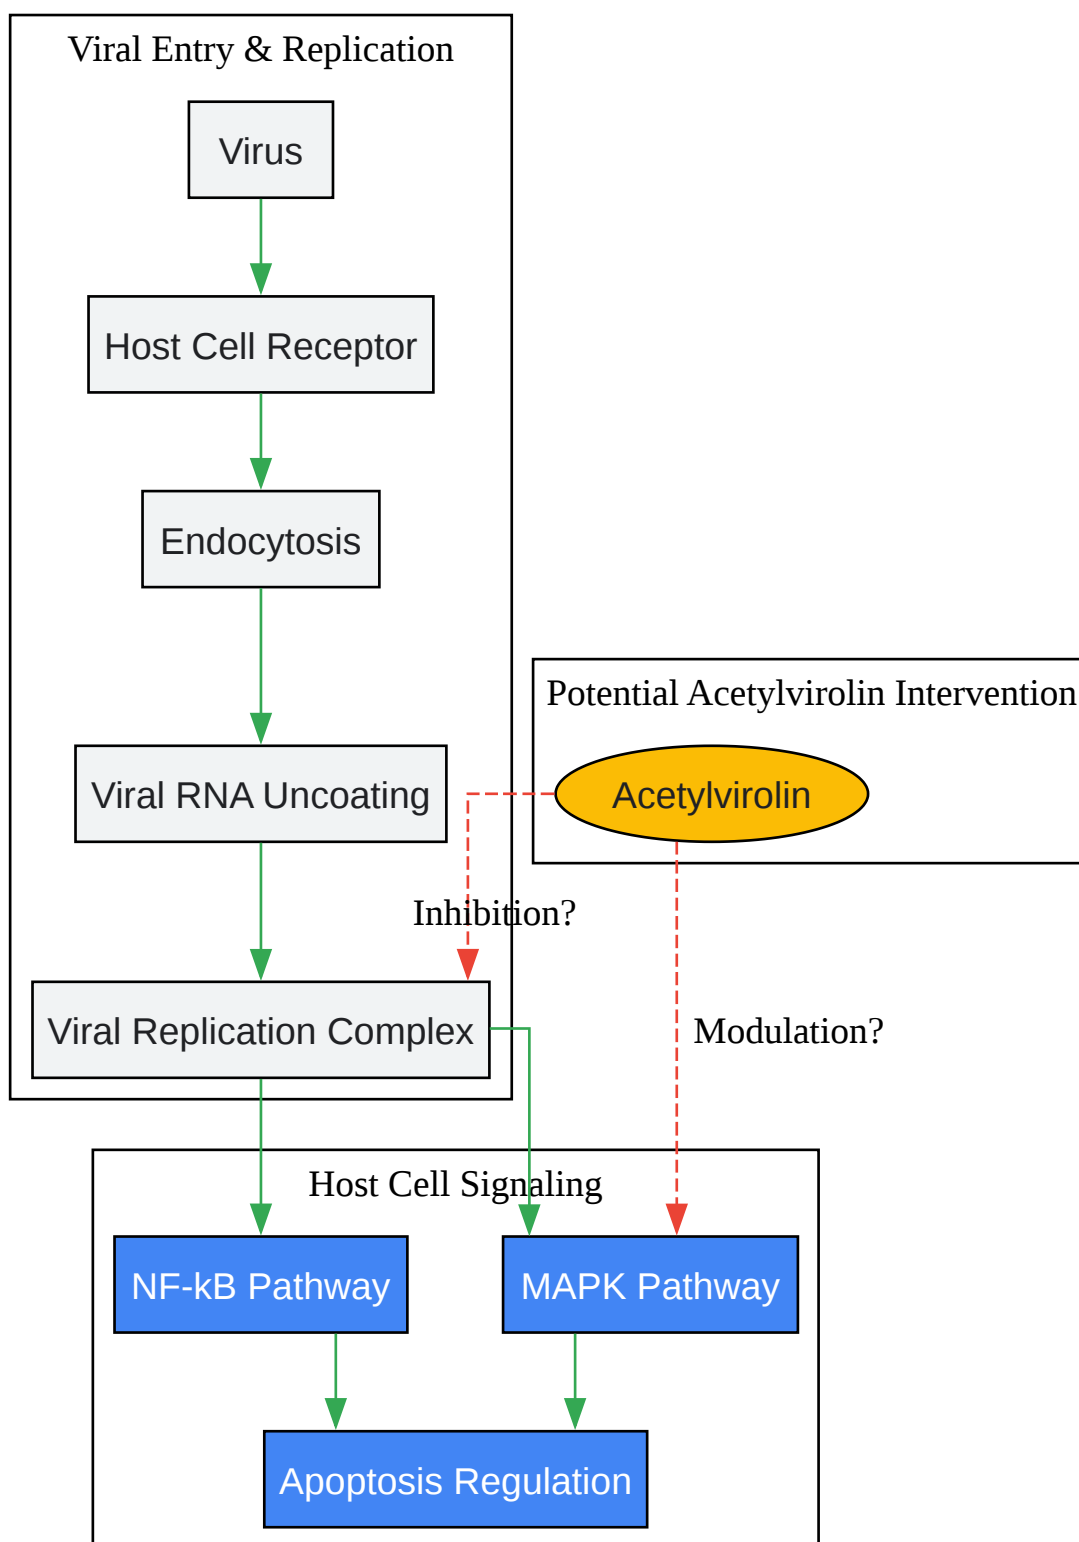 Viral Entry & Replication
Virus
Host Cell Receptor
Endocytosis
Potential Acetylvirolin Intervention
Viral RNA Uncoating
Acetylvirolin
Inhibition?
Viral Replication Complex
Modulation?
Host Cell Signaling
NF-kB Pathway
MAPK Pathway
Apoptosis Regulation